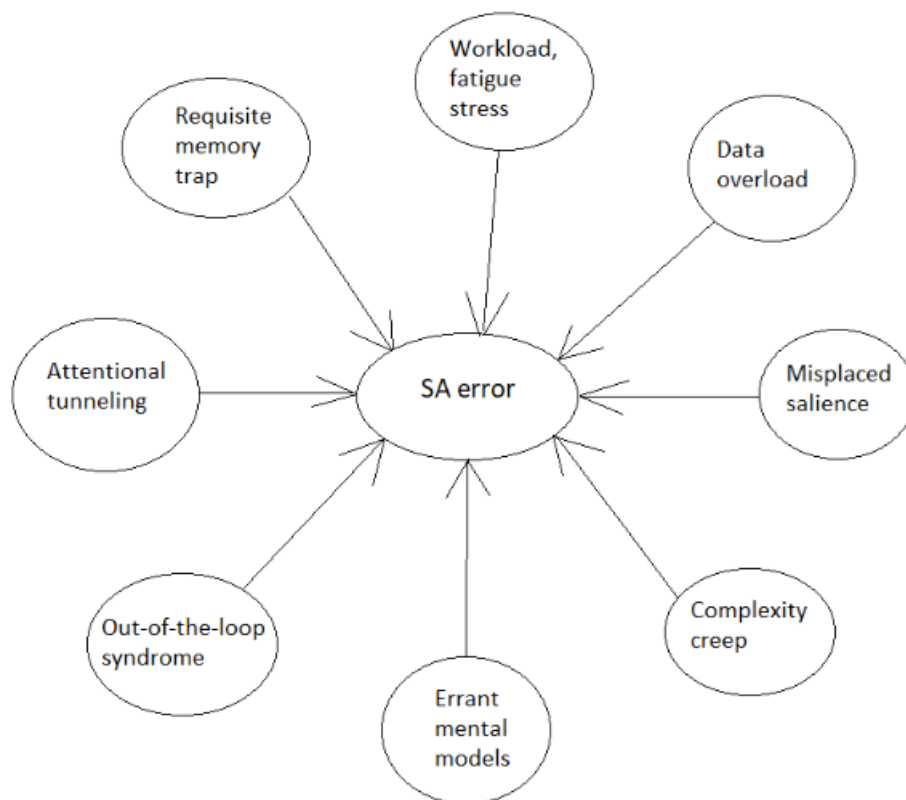 Workload,
fatigue
stress
Requisite
memory
trap
Data
overload
Attentional
tunneling
SA error
Misplaced
salience
Out-of-the-loop
syndrome
Complexity
creep
Errant
mental
models